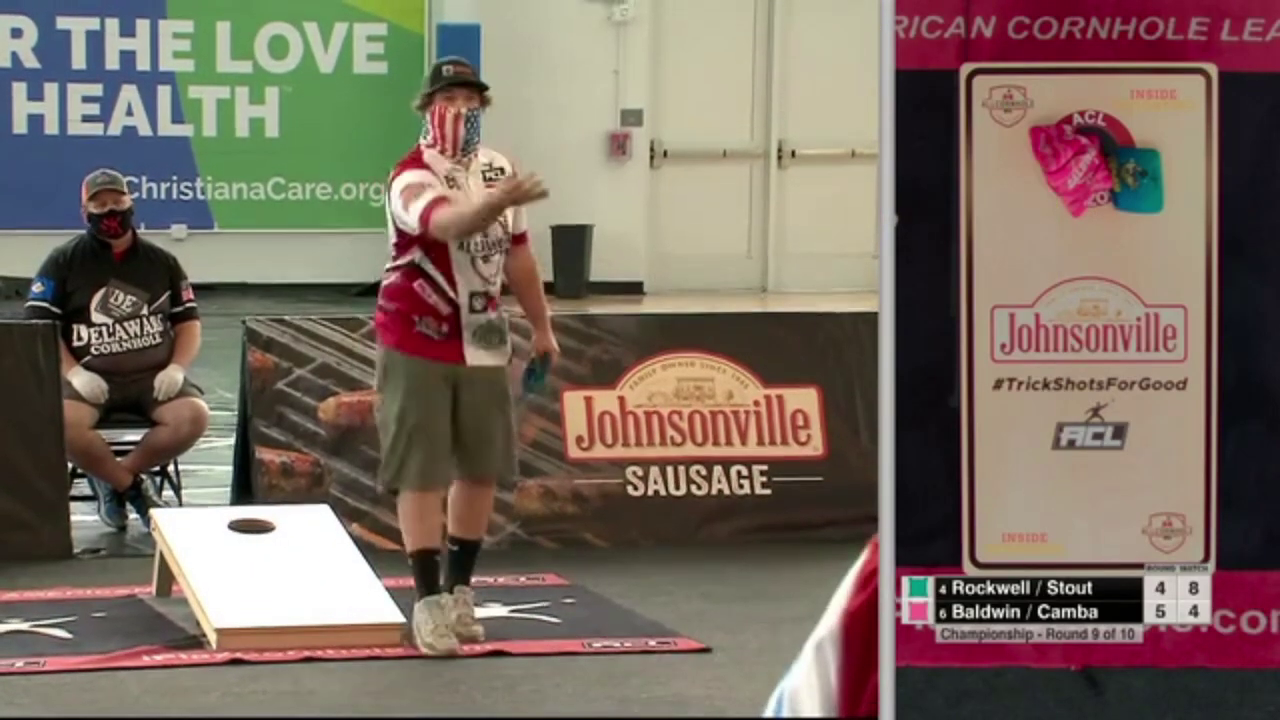 R THE LOVE
HEALTH
ChristianaCare.org
DE
DELAWARE
CORNHOLE
FAMILY OWNED SINCE 1945
Johnsonville
SAUSAGE
RICAN CORNHOLE LEA
INSIDE
ACL
Johnsonville
#TrickShotsForGood
ACL
INSIDE
ROUND MATCH
4 Rockwell / Stout 4 8
6 Baldwin / Camba 5 4
Championship - Round 9 of 10